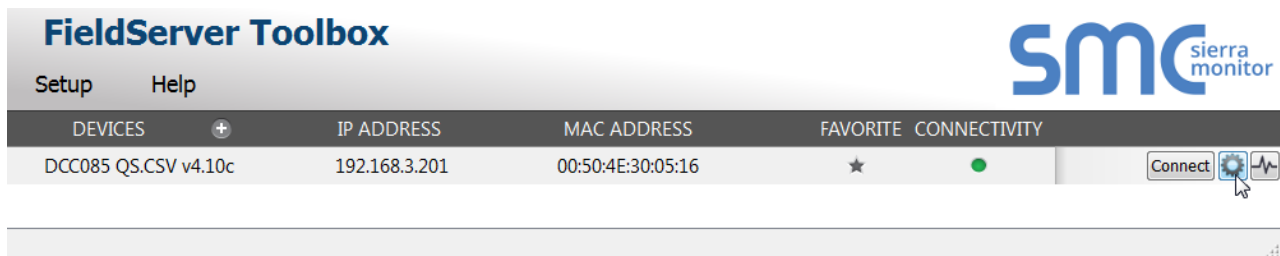 FieldServer Toolbox
SMC sierra monitor
Setup Help
DEVICES IP ADDRESS MAC ADDRESS FAVORITE CONNECTIVITY
DCC085 QS.CSV v4.10c 192.168.3.201 00:50:4E:30:05:16 Connect